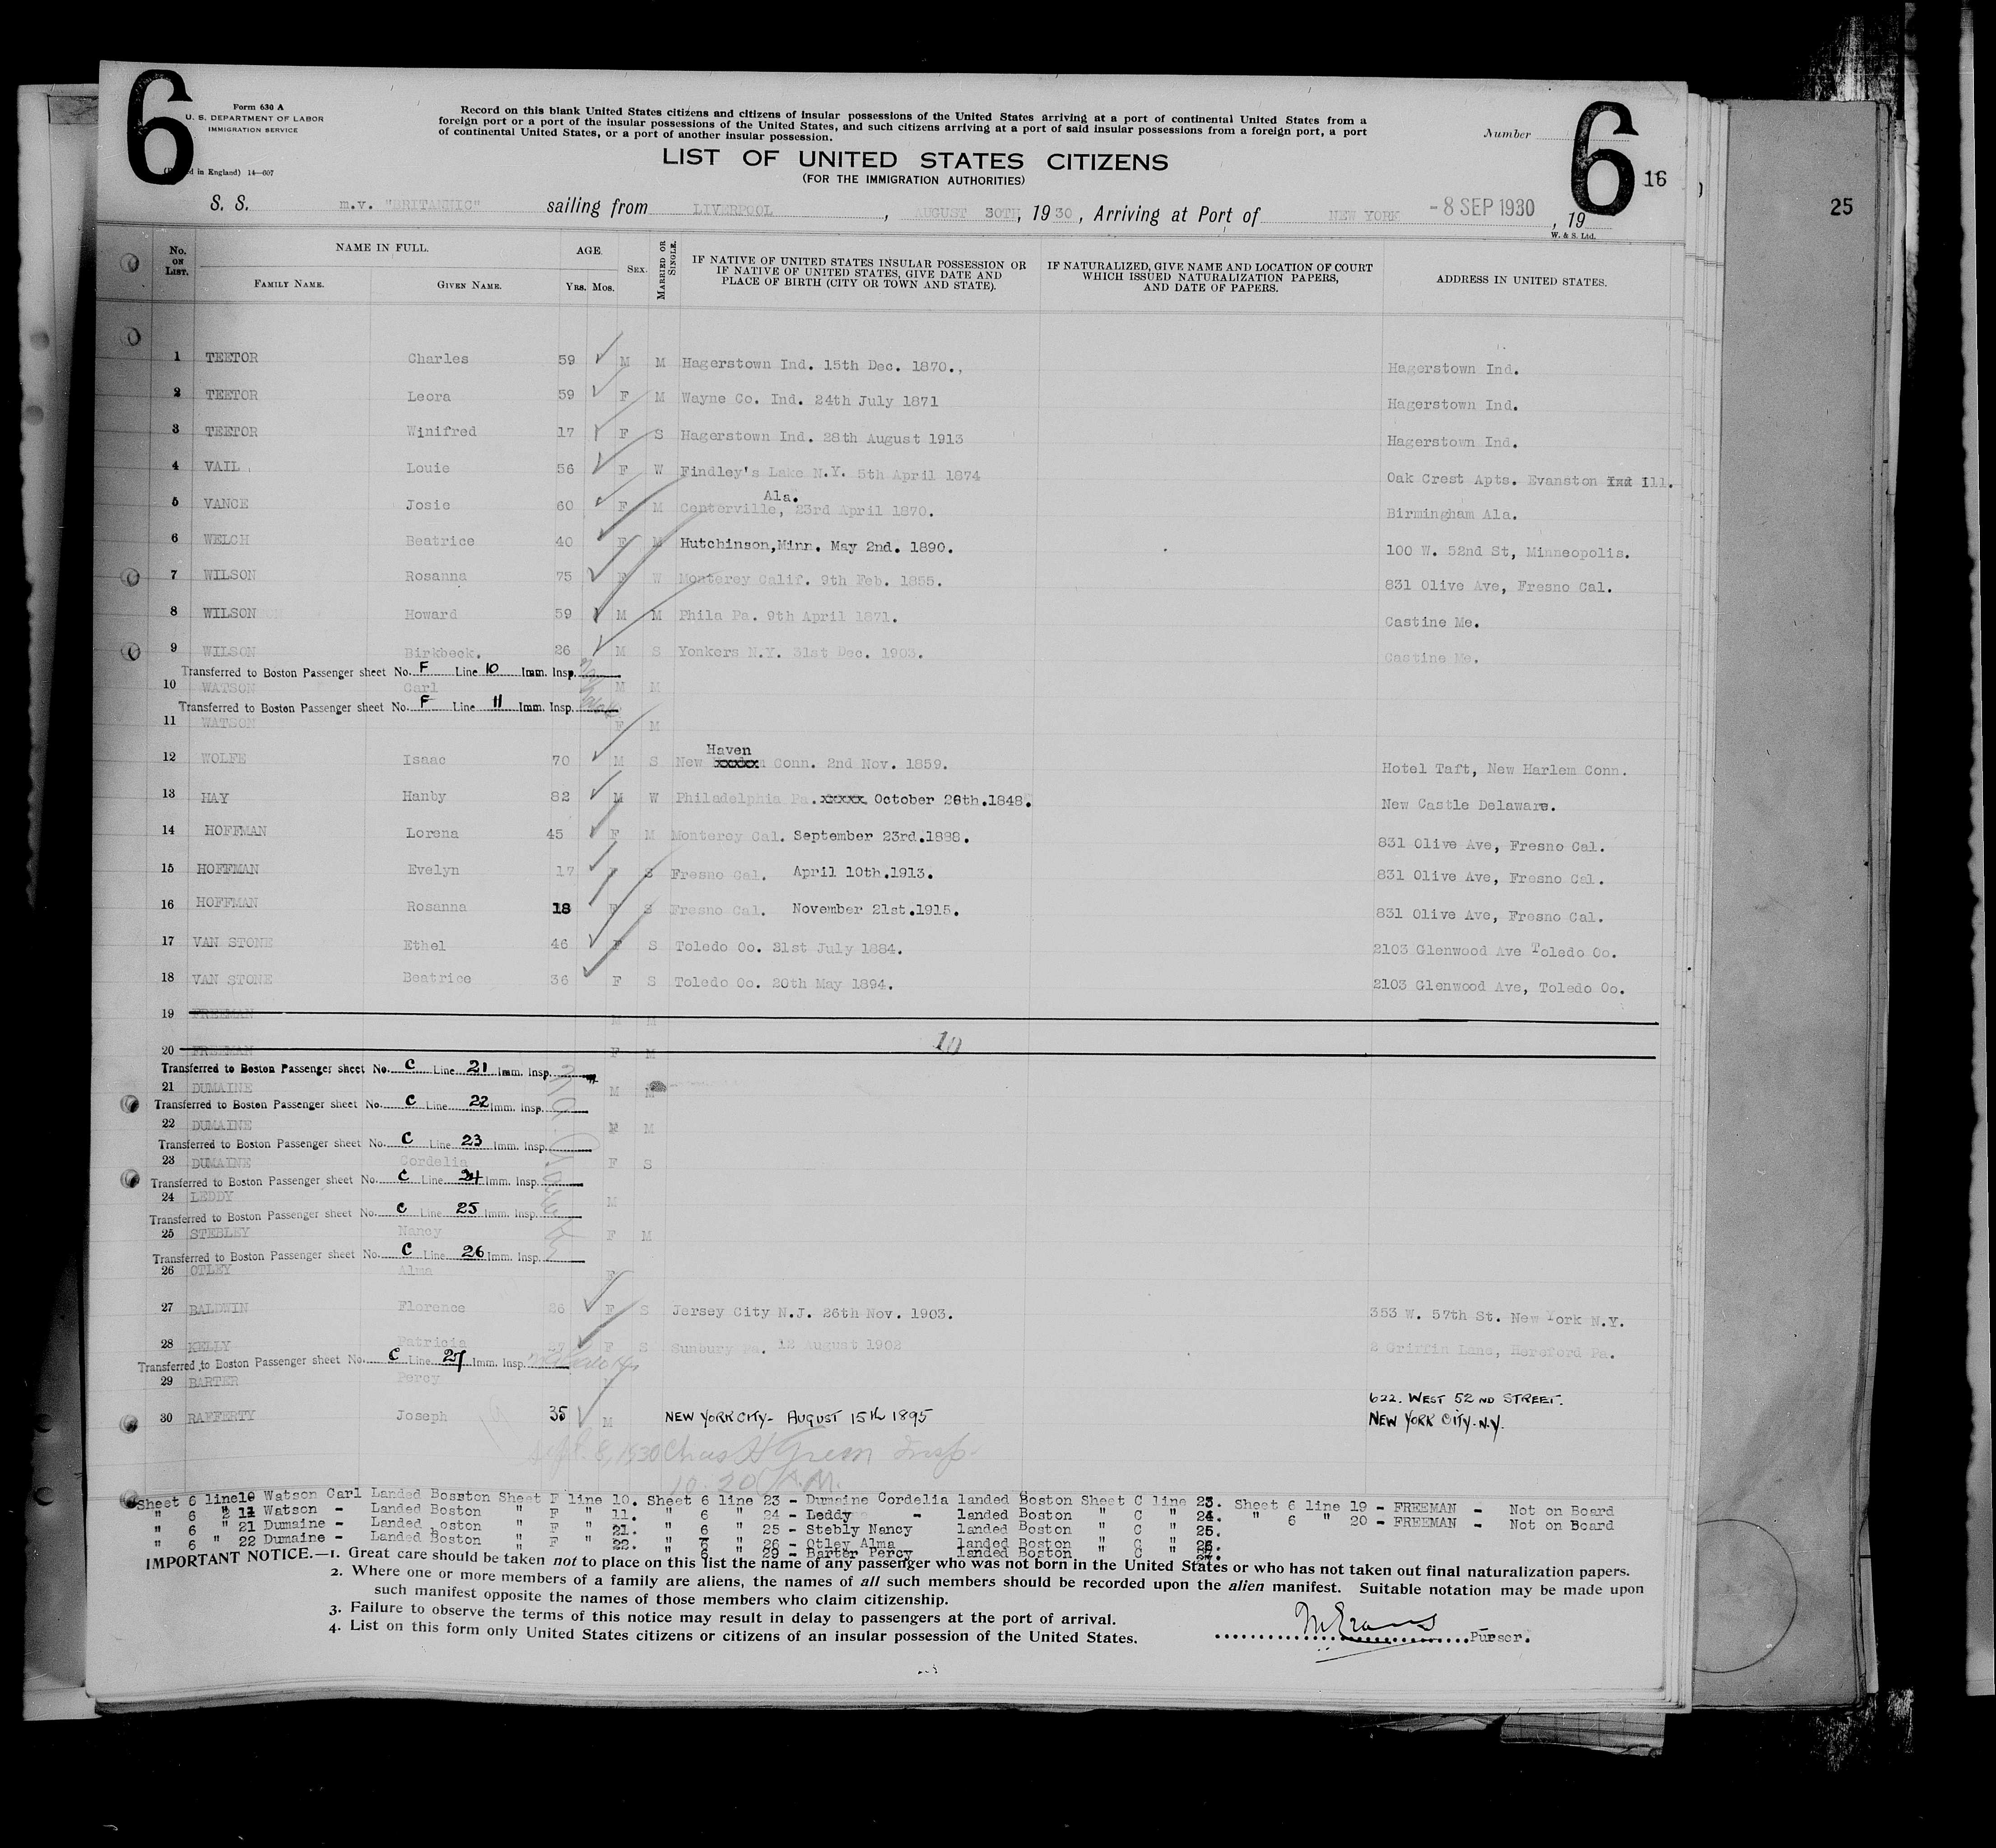 6
Form 630 A
U. S. DEPARTMENT OF LABOR
IMMIGRATION SERVICE
d in England) 14—607
Record on this blank United States citizens and citizens of insular possessions of the United States arriving at a port of continental United States from a
foreign port or a port of the insular possessions of the United States, and such citizens arriving at a port of said insular possessions from a foreign port, a port
of continental United States, or a port of another insular possession.
Number
6
16
25
LIST OF UNITED STATES CITIZENS
(FOR THE IMMIGRATION AUTHORITIES)
S. S. m.v. "BRITANNIC" sailing from LIVERPOOL, AUGUST 30TH, 1930, Arriving at Port of NEW YORK -8 SEP 1930, 19
W. & S. Ltd.
No. ON LIST. NAME IN FULL. AGE. SEX. MARRIED OR SINGLE. IF NATIVE OF UNITED STATES INSULAR POSSESSION OR IF NATIVE OF UNITED STATES, GIVE DATE AND PLACE OF BIRTH (CITY OR TOWN AND STATE). IF NATURALIZED, GIVE NAME AND LOCATION OF COURT WHICH ISSUED NATURALIZATION PAPERS, AND DATE OF PAPERS. ADDRESS IN UNITED STATES.
FAMILY NAME. GIVEN NAME. YRS. MOS.
1 TEETOR Charles 59 M M Hagerstown Ind. 15th Dec. 1870., Hagerstown Ind.
2 TEETOR Leora 59 F M Wayne Co. Ind. 24th July 1871 Hagerstown Ind.
3 TEETOR Winifred 17 F S Hagerstown Ind. 28th August 1913 Hagerstown Ind.
4 VAIL Louie 56 F W Findley's Lake N.Y. 5th April 1874 Oak Crest Apts. Evanston Ind Ill.
Ala.
5 VANCE Josie 60 F M Centerville, 23rd April 1870. Birmingham Ala.
6 WELCH Beatrice 40 F M Hutchinson,Minn. May 2nd. 1890. 100 W. 52nd St, Minneopolis.
7 WILSON Rosanna 75 F W Monterey Calif. 9th Feb. 1855. 831 Olive Ave, Fresno Cal.
8 WILSON Howard 59 M M Phila Pa. 9th April 1871. Castine Me.
9 WILSON Birkbeck. 26 M S Yonkers N.Y. 31st Dec. 1903. Castine Me.
Transferred to Boston Passenger sheet No. F Line 10 Imm. Insp.
10 WATSON Carl M M
Transferred to Boston Passenger sheet No. F Line 11 Imm. Insp.
11 WATSON F M
Haven
12 WOLFE Isaac 70 M S New xxxxx Conn. 2nd Nov. 1859. Hotel Taft, New Harlem Conn.
13 HAY Hanby 82 M W Philadelphia Pa. xxxxx October 26th.1848. New Castle Delaware.
14 HOFFMAN Lorena 45 F M Monterey Cal. September 23rd.1888. 831 Olive Ave, Fresno Cal.
15 HOFFMAN Evelyn 17 F S Fresno Cal. April 10th.1913. 831 Olive Ave, Fresno Cal.
16 HOFFMAN Rosanna 18 F S Fresno Cal. November 21st.1915. 831 Olive Ave, Fresno Cal.
17 VAN STONE Ethel 46 F S Toledo Oo. 31st July 1884. 2103 Glenwood Ave Toledo Oo.
18 VAN STONE Beatrice 36 F S Toledo Oo. 20th May 1894. 2103 Glenwood Ave, Toledo Oo.
19 FREEMAN M M
10
20 FREEMAN F M
Transferred to Boston Passenger sheet No. C Line 21 Imm. Insp.
21 DUMAINE M M
Transferred to Boston Passenger sheet No. C Line 22 Imm. Insp.
22 DUMAINE M M
Transferred to Boston Passenger sheet No. C Line 23 Imm. Insp.
23 DUMAINE Cordelia F S
Transferred to Boston Passenger sheet No. C Line 24 Imm. Insp.
24 LEDDY M
Transferred to Boston Passenger sheet No. C Line 25 Imm. Insp.
25 STEBLEY Nancy F M
Transferred to Boston Passenger sheet No. C Line 26 Imm. Insp.
26 OTLEY Alma F
27 BALDWIN Florence 26 F S Jersey City N.J. 26th Nov. 1903. 353 W. 57th St. New York N.Y.
28 KELLY Patricia 27 F S Sunbury Pa. 12 August 1902 2 Griffin Lane, Hereford Pa.
Transferred to Boston Passenger sheet No. C Line 27 Imm. Insp.
29 BARTER Percy
622. WEST 52ND STREET.
30 RAFFERTY Joseph 35 M NEW YORK CITY- AUGUST 15th 1895 NEW YORK CITY.N.Y.
Sept. 8, 1930 Chas H Green Insp.
10.20 A.M.
Sheet 6 line10 Watson Carl Landed Bosston Sheet F line 10. Sheet 6 line 23 - Dumaine Cordelia landed Boston Sheet C line 23. Sheet 6 line 19 - FREEMAN - Not on Board
" 6 " 11 Watson - Landed Boston " F " 11. " 6 " 24 - Leddy - landed Boston " C " 24. " 6 " 20 - FREEMAN - Not on Board
" 6 " 21 Dumaine - Landed oston " F " 21. " 6 " 25 - Stebly Nancy landed Boston " C " 25.
" 6 " 22 Dumaine - Landed Boston " F " 22. " 6 " 26 - Otley Alma landed Boston " C " 26.
" 6 " 29 - Barter Percy landed Boston " C " 27.
IMPORTANT NOTICE.—1. Great care should be taken not to place on this list the name of any passenger who was not born in the United States or who has not taken out final naturalization papers.
2. Where one or more members of a family are aliens, the names of all such members should be recorded upon the alien manifest. Suitable notation may be made upon
such manifest opposite the names of those members who claim citizenship.
3. Failure to observe the terms of this notice may result in delay to passengers at the port of arrival.
4. List on this form only United States citizens or citizens of an insular possession of the United States.
M Evans Purser.